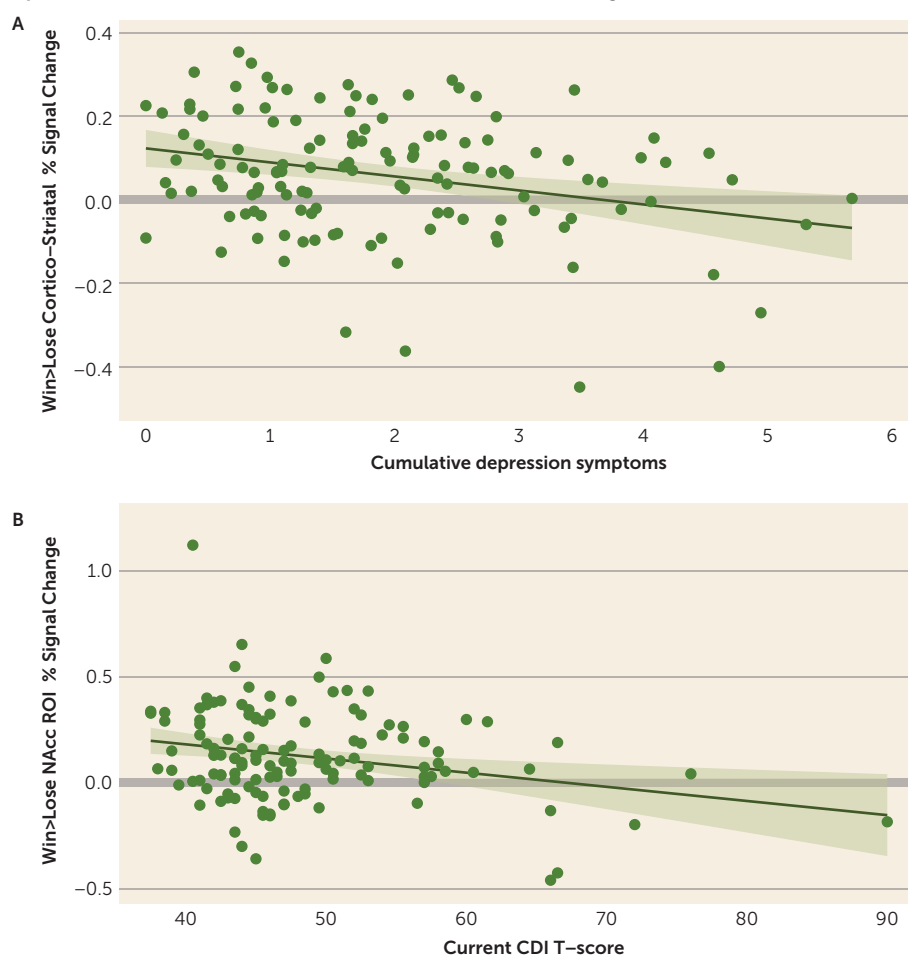 A
Win>Lose Cortico–Striatal % Signal Change
0.4
0.2
0.0
−0.2
−0.4
0 1 2 3 4 5 6
Cumulative depression symptoms
B
Win>Lose NAcc ROI % Signal Change
1.0
0.5
0.0
−0.5
40 50 60 70 80 90
Current CDI T–score